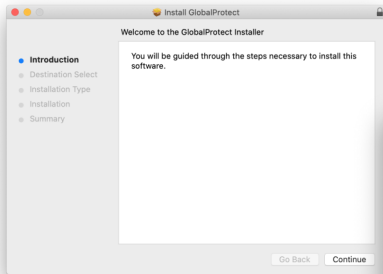 Install GlobalProtect
Welcome to the GlobalProtect Installer
Introduction
Destination Select
Installation Type
Installation
Summary
You will be guided through the steps necessary to install this
software.
Go Back
Continue